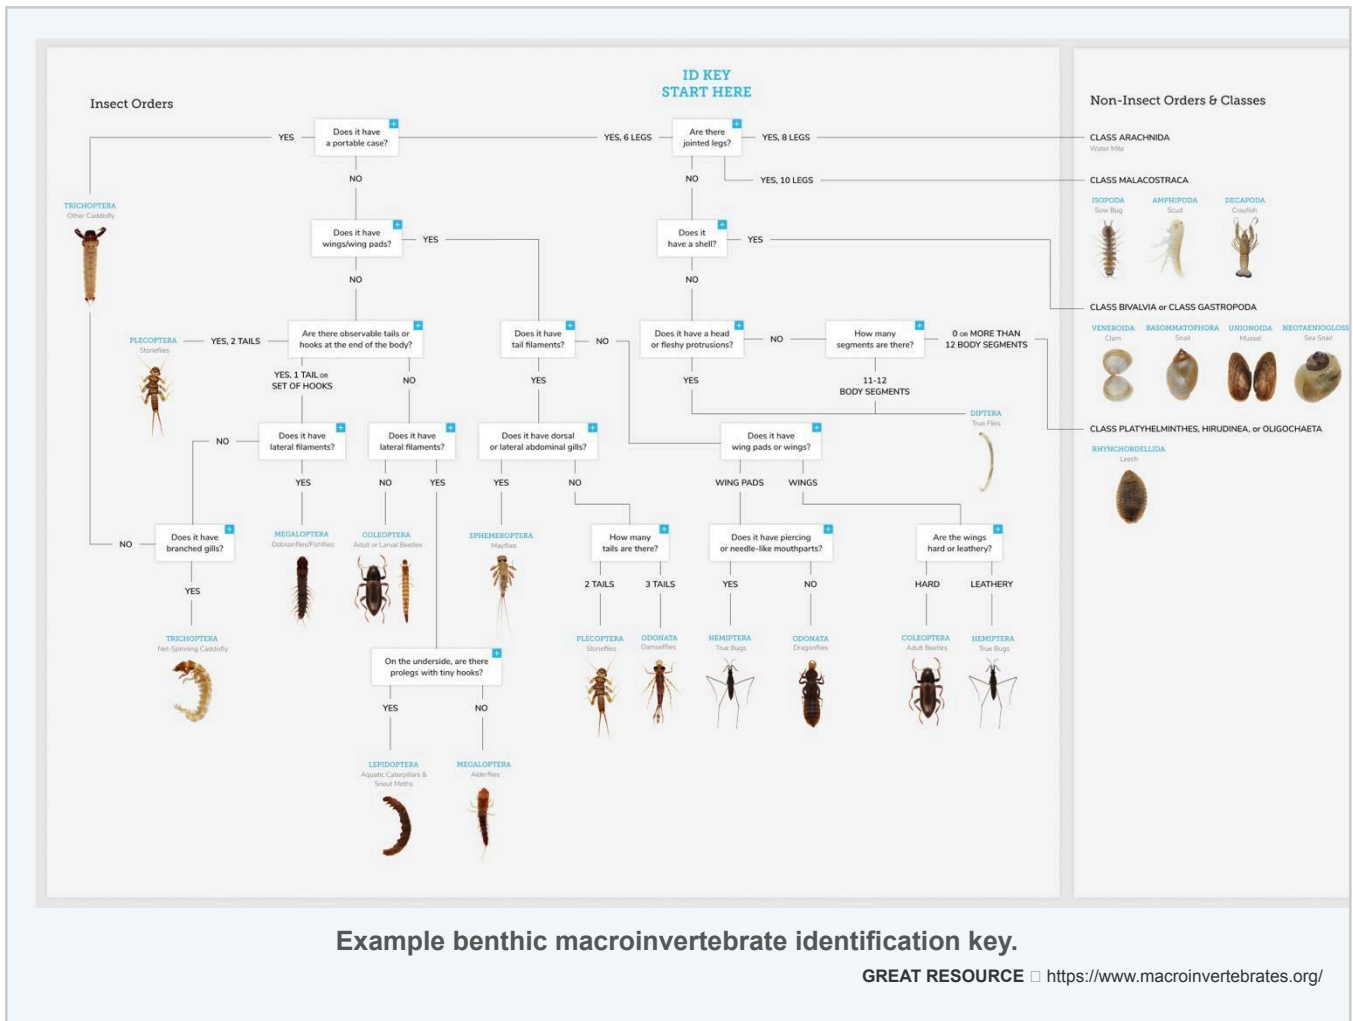 ID KEY
START HERE
Insect Orders
Non-Insect Orders & Classes
YES
Does it have
a portable case?
YES, 6 LEGS
Are there
jointed legs?
YES, 8 LEGS
CLASS ARACHNIDA
Water Mite
NO
NO
YES, 10 LEGS
CLASS MALACOSTRACA
TRICHOPTERA
Other Caddisfly
ISOPODA
Sow Bug
AMPHIPODA
Scud
DECAPODA
Crayfish
Does it have
wings/wing pads?
YES
Does it
have a shell?
YES
NO
NO
CLASS BIVALVIA or CLASS GASTROPODA
PLECOPTERA
Stoneflies
YES, 2 TAILS
Are there observable tails or
hooks at the end of the body?
Does it have
tail filaments?
NO
Does it have a head
or fleshy protrusions?
NO
How many
segments are there?
0 OR MORE THAN
12 BODY SEGMENTS
VENEROIDA
Clam
BASOMMATOPHORA
Snail
UNIONOIDA
Mussel
NEOTAENIOGLOSS
Sea Snail
YES, 1 TAIL OR
SET OF HOOKS
NO
YES
YES
11-12
BODY SEGMENTS
DIPTERA
True Flies
CLASS PLATYHELMINTHES, HIRUDINEA, or OLIGOCHAETA
NO
Does it have
lateral filaments?
Does it have
lateral filaments?
Does it have dorsal
or lateral abdominal gills?
Does it have
wing pads or wings?
RHYNCHOBDELLIDA
Leech
YES
NO
YES
YES
NO
WING PADS
WINGS
NO
Does it have
branched gills?
MEGALOPTERA
Dobsonflies/Fishflies
COLEOPTERA
Adult or Larval Beetles
EPHEMEROPTERA
Mayflies
How many
tails are there?
Does it have piercing
or needle-like mouthparts?
Are the wings
hard or leathery?
YES
2 TAILS
3 TAILS
YES
NO
HARD
LEATHERY
TRICHOPTERA
Net-Spinning Caddisfly
On the underside, are there
prolegs with tiny hooks?
PLECOPTERA
Stoneflies
ODONATA
Damselflies
HEMIPTERA
True Bugs
ODONATA
Dragonflies
COLEOPTERA
Adult Beetles
HEMIPTERA
True Bugs
YES
NO
LEPIDOPTERA
Aquatic Caterpillars &
Snout Moths
MEGALOPTERA
Alderflies
Example benthic macroinvertebrate identification key.
GREAT RESOURCE □ https://www.macroinvertebrates.org/